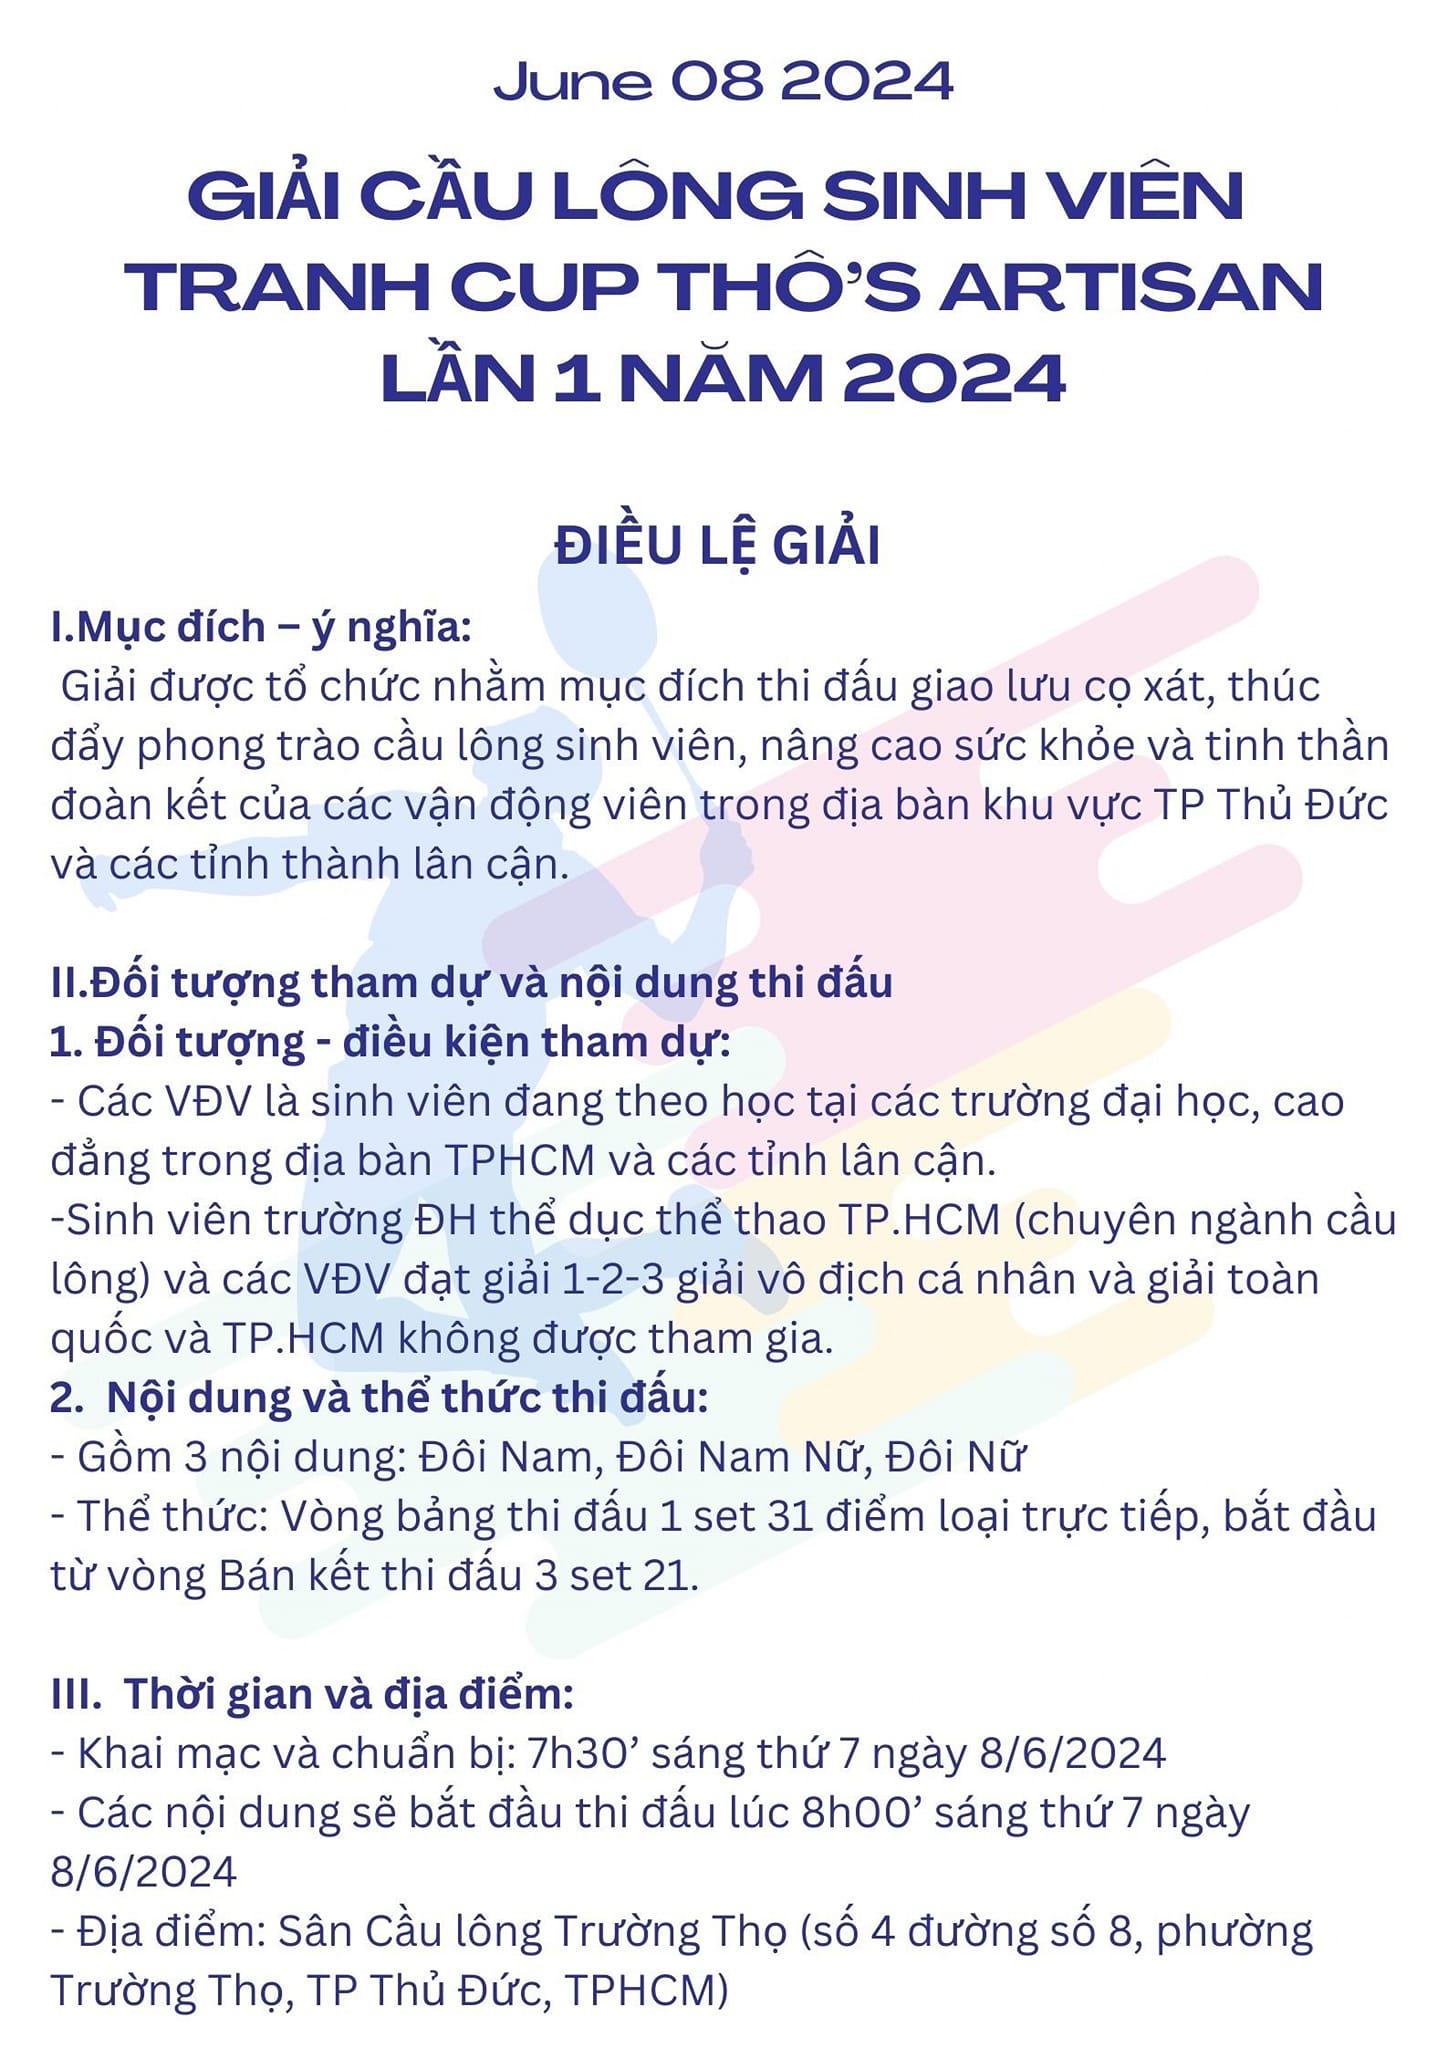 June 08 2024
GIẢI CẦU LÔNG SINH VIÊN
TRANH CUP THÔ’S ARTISAN
LẦN 1 NĂM 2024
ĐIỀU LỆ GIẢI
I.Mục đích – ý nghĩa:
Giải được tổ chức nhằm mục đích thi đấu giao lưu cọ xát, thúc
đẩy phong trào cầu lông sinh viên, nâng cao sức khỏe và tinh thần
đoàn kết của các vận động viên trong địa bàn khu vực TP Thủ Đức
và các tỉnh thành lân cận.
II.Đối tượng tham dự và nội dung thi đấu
1. Đối tượng - điều kiện tham dự:
- Các VĐV là sinh viên đang theo học tại các trường đại học, cao
đẳng trong địa bàn TPHCM và các tỉnh lân cận.
-Sinh viên trường ĐH thể dục thể thao TP.HCM (chuyên ngành cầu
lông) và các VĐV đạt giải 1-2-3 giải vô địch cá nhân và giải toàn
quốc và TP.HCM không được tham gia.
2. Nội dung và thể thức thi đấu:
- Gồm 3 nội dung: Đôi Nam, Đôi Nam Nữ, Đôi Nữ
- Thể thức: Vòng bảng thi đấu 1 set 31 điểm loại trực tiếp, bắt đầu
từ vòng Bán kết thi đấu 3 set 21.
III. Thời gian và địa điểm:
- Khai mạc và chuẩn bị: 7h30’ sáng thứ 7 ngày 8/6/2024
- Các nội dung sẽ bắt đầu thi đấu lúc 8h00’ sáng thứ 7 ngày
8/6/2024
- Địa điểm: Sân Cầu lông Trường Thọ (số 4 đường số 8, phường
Trường Thọ, TP Thủ Đức, TPHCM)